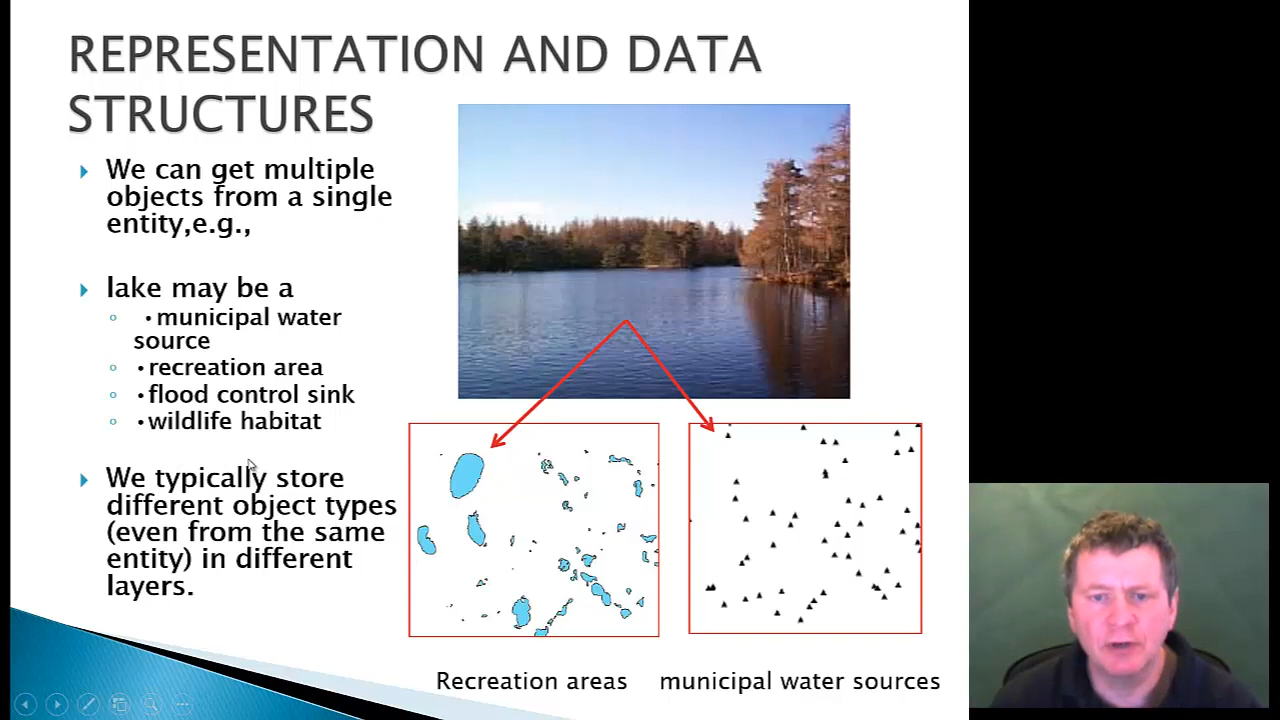 REPRESENTATION AND DATA
STRUCTURES
We can get multiple
objects from a single
entity,e.g.,
lake may be a
•municipal water
source
•recreation area
•flood control sink
•wildlife habitat
We typically store
different object types
(even from the same
entity) in different
layers.
Recreation areas
municipal water sources